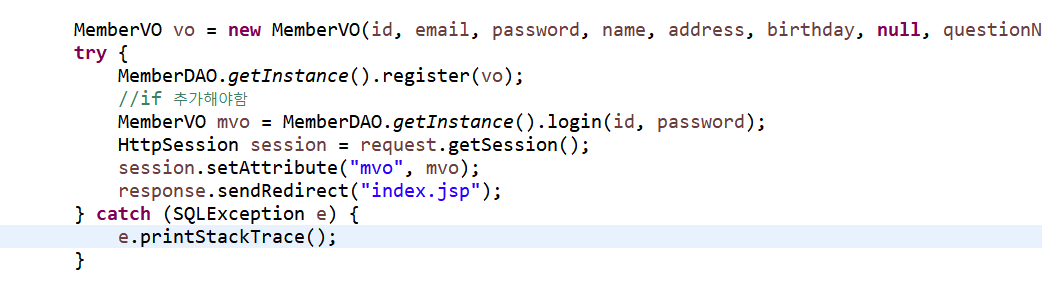 MemberVO vo = new MemberVO(id, email, password, name, address, birthday, null, questionN
try {
MemberDAO.getInstance().register(vo);
//if 추가해야함
MemberVO mvo = MemberDAO.getInstance().login(id, password);
HttpSession session = request.getSession();
session.setAttribute("mvo", mvo);
response.sendRedirect("index.jsp");
} catch (SQLException e) {
e.printStackTrace();
}